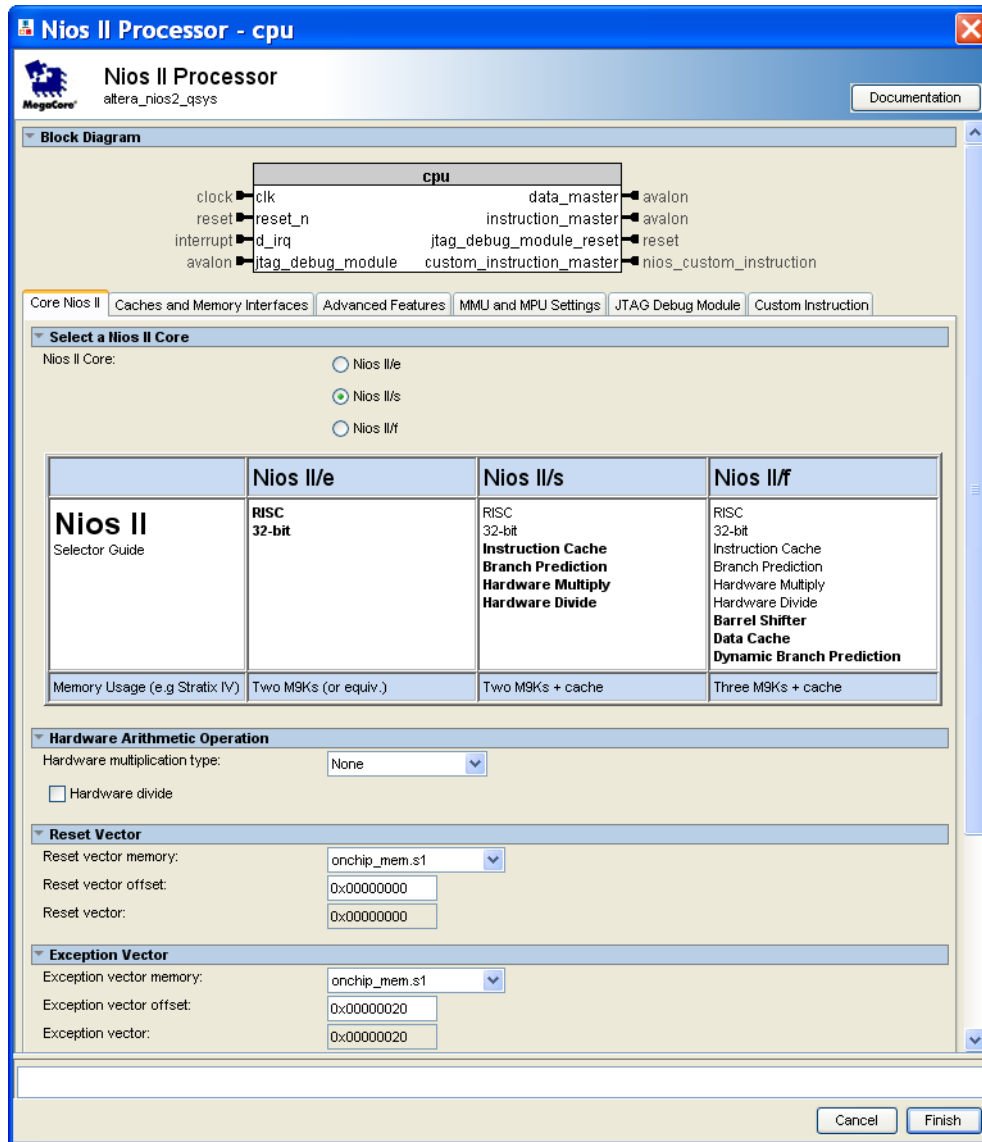 Nios II Processor - cpu
MegaCore®
Nios II Processor
altera_nios2_qsys
Documentation
Block Diagram
cpu
clock clk data_master avalon
reset reset_n instruction_master avalon
interrupt d_irq jtag_debug_module_reset reset
avalon jtag_debug_module custom_instruction_master nios_custom_instruction
Core Nios II Caches and Memory Interfaces Advanced Features MMU and MPU Settings JTAG Debug Module Custom Instruction
Select a Nios II Core
Nios II Core:
Nios II/e
Nios II/s
Nios II/f
Nios II/e Nios II/s Nios II/f
Nios II
Selector Guide
RISC
32-bit
RISC
32-bit
Instruction Cache
Branch Prediction
Hardware Multiply
Hardware Divide
RISC
32-bit
Instruction Cache
Branch Prediction
Hardware Multiply
Hardware Divide
Barrel Shifter
Data Cache
Dynamic Branch Prediction
Memory Usage (e.g Stratix IV) Two M9Ks (or equiv.) Two M9Ks + cache Three M9Ks + cache
Hardware Arithmetic Operation
Hardware multiplication type: None
Hardware divide
Reset Vector
Reset vector memory: onchip_mem.s1
Reset vector offset: 0x00000000
Reset vector: 0x00000000
Exception Vector
Exception vector memory: onchip_mem.s1
Exception vector offset: 0x00000020
Exception vector: 0x00000020
Cancel Finish